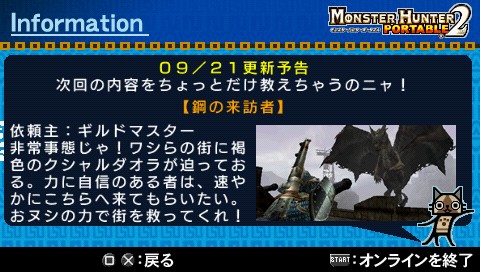 Information
MONSTER HUNTER
PORTABLE 2
09/21更新予告
次回の内容をちょっとだけ教えちゃうのニャ！
【鋼の来訪者】
依頼主：ギルドマスター
非常事態じゃ！ワシらの街に褐
色のクシャルダオラが迫ってお
る。力に自信のある者は、速や
かにこちらへ来てもらいたい。
おヌシの力で街を救ってくれ！
□×:戻る
START:オンラインを終了